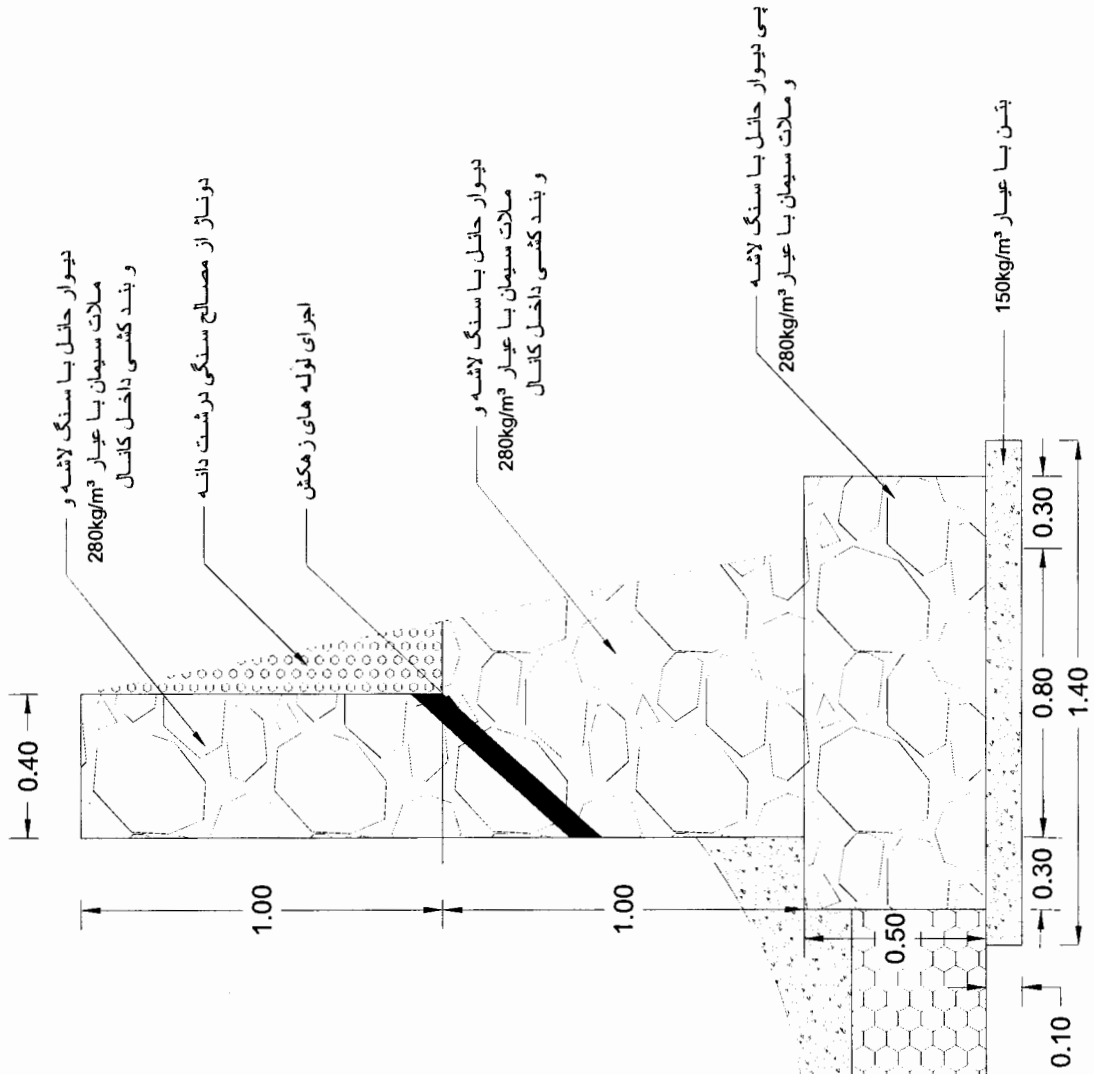 دیوار حائل با سنگ لاشه و
ملات سیمان با عیار 280kg/m³
و بند کشی داخل کانال
دوناژ از مصالح سنگی درشت دانه
اجرای لوله های زهکش
دیوار حائل با سنگ لاشه و
ملات سیمان با عیار 280kg/m³
و بند کشی داخل کانال
پی دیوار حائل با سنگ لاشه
و ملات سیمان با عیار 280kg/m³
بتن با عیار 150kg/m³
0.40
1.00
1.00
0.50
0.10
0.30
0.80
0.30
1.40